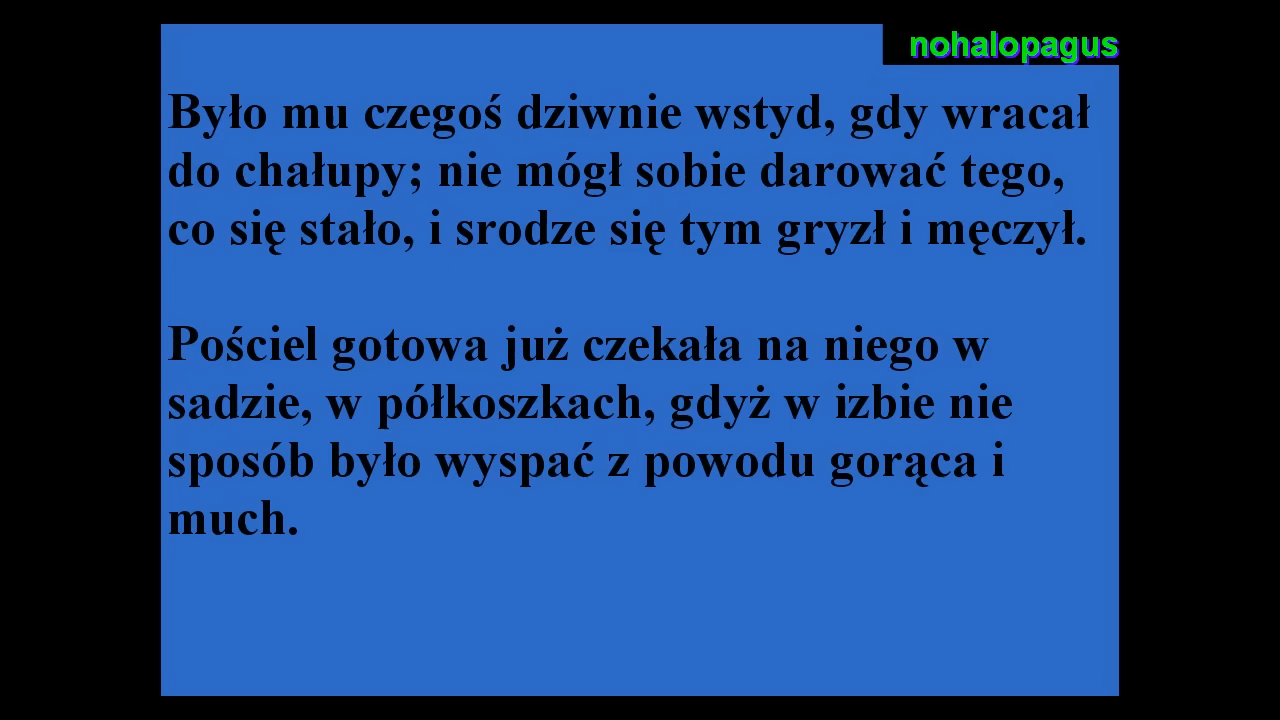 nohalopagus
Było mu czegoś dziwnie wstyd, gdy wracał
do chałupy; nie mógł sobie darować tego,
co się stało, i srodze się tym gryzł i męczył.
Pościel gotowa już czekała na niego w
sadzie, w półkoszkach, gdyż w izbie nie
sposób było wyspać z powodu gorąca i
much.